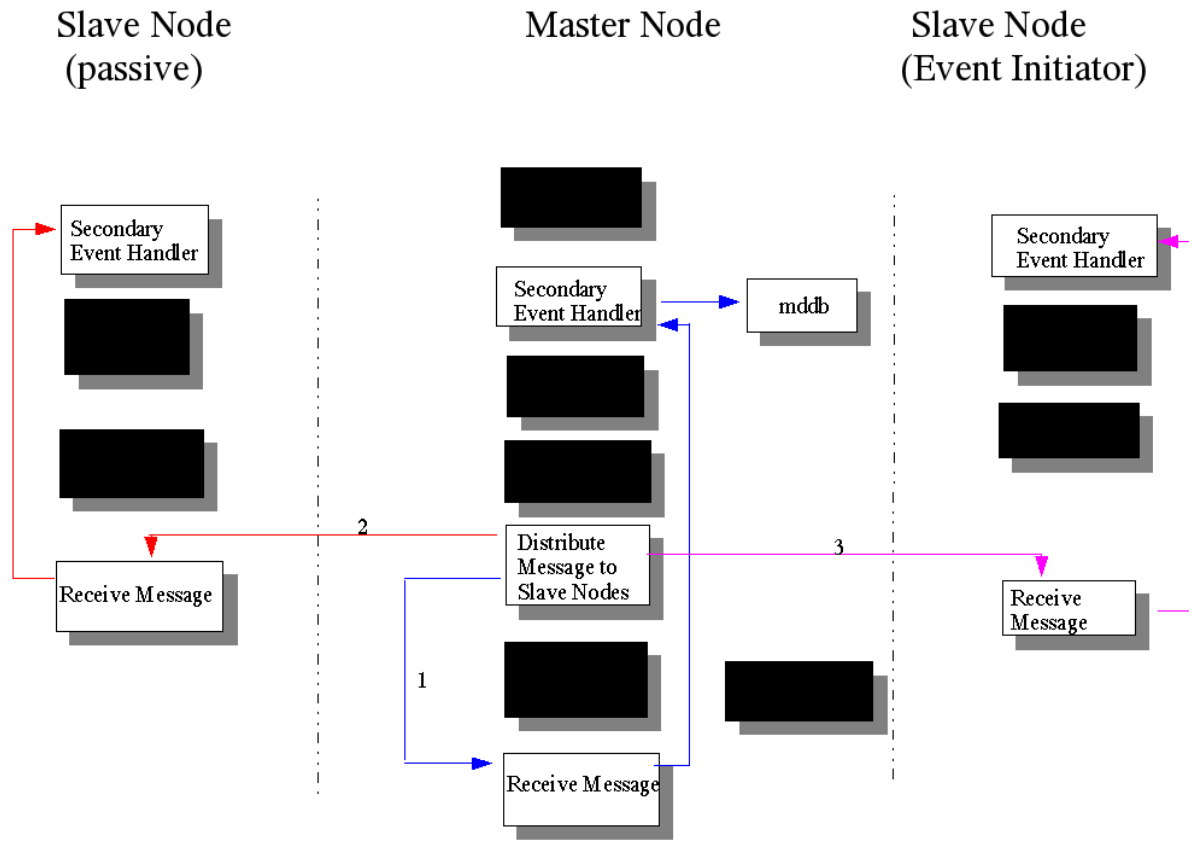 Slave Node
(passive)
Master Node
Slave Node
(Event Initiator)
Secondary
Event Handler
Secondary
Event Handler
mddb
Secondary
Event Handler
2
Distribute
Message to
Slave Nodes
3
Receive Message
Receive
Message
1
Receive Message